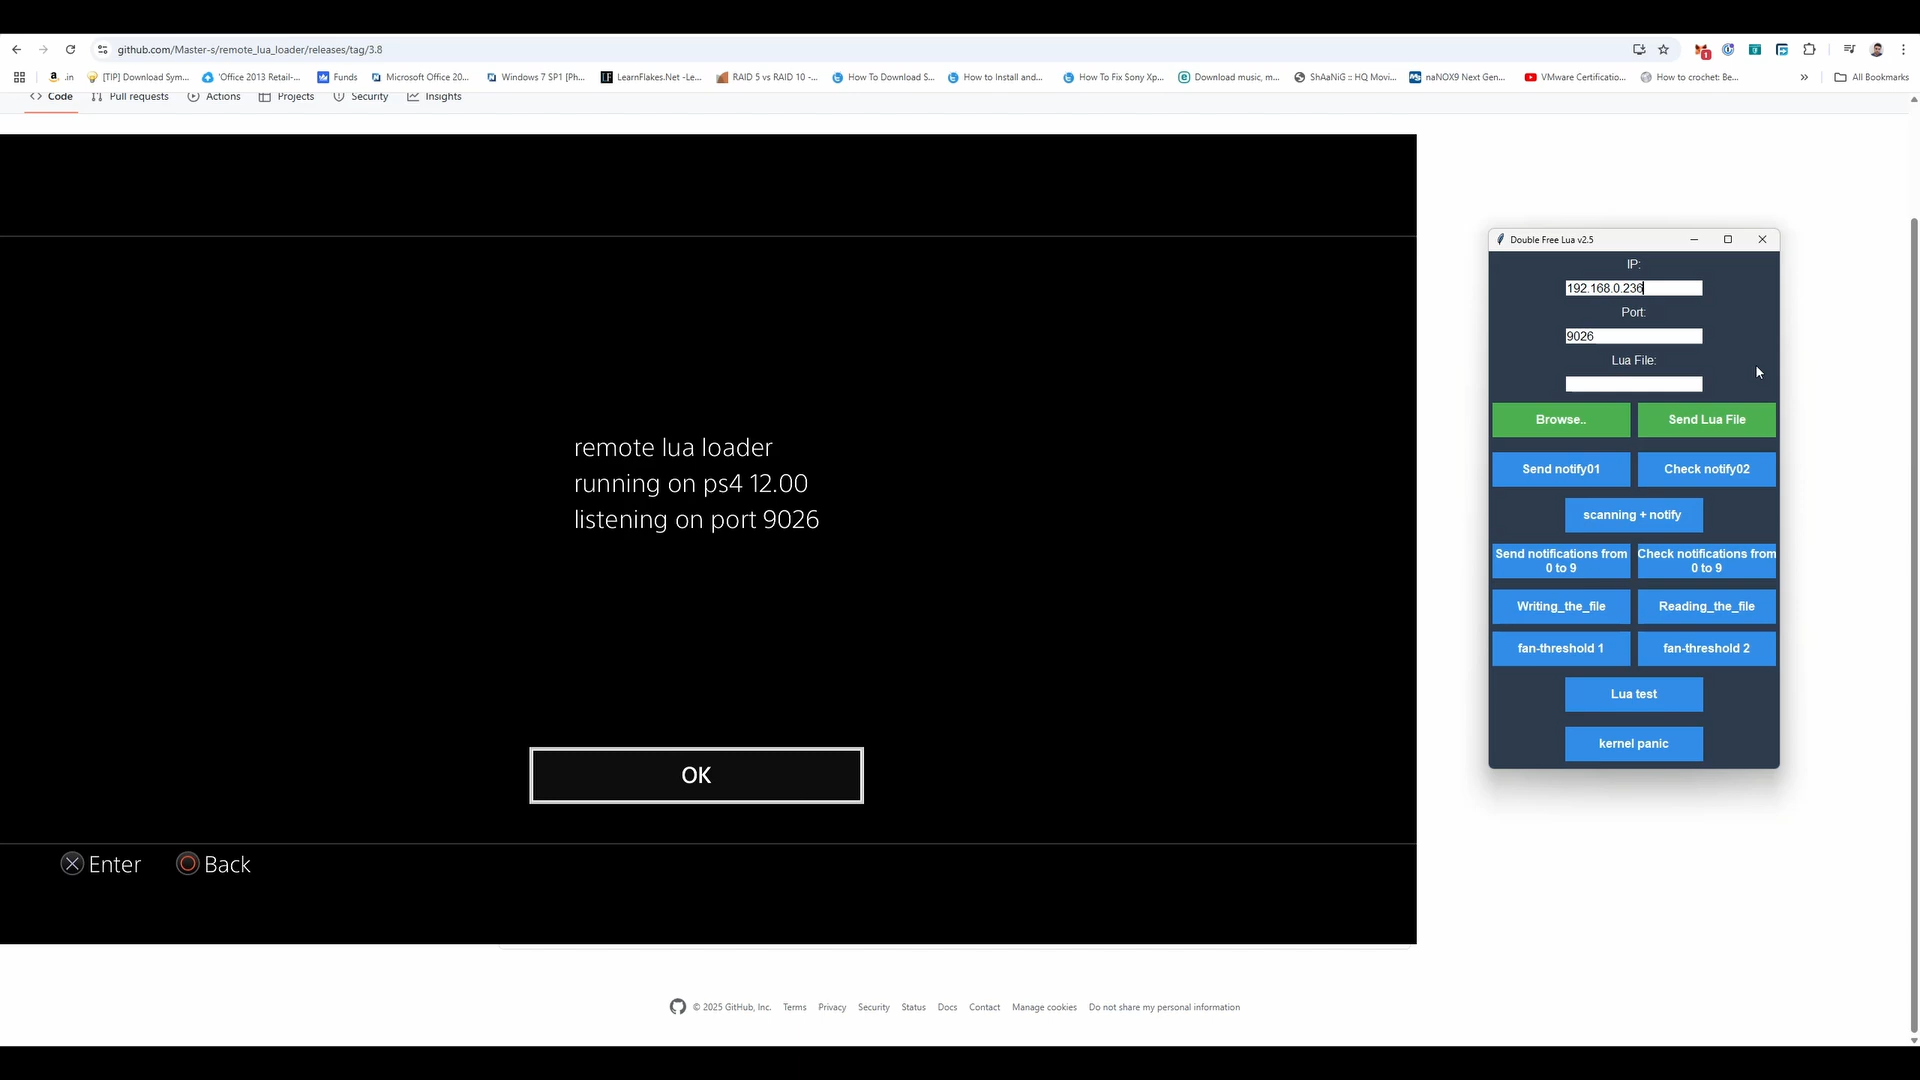 github.com/Master-s/remote_lua_loader/releases/tag/3.8
1
.in
[TIP] Download Sym...
'Office 2013 Retail-...
Funds
Microsoft Office 20...
Windows 7 SP1 [Ph...
LearnFlakes.Net -Le...
RAID 5 vs RAID 10 -...
How To Download S...
How to Install and...
How To Fix Sony Xp...
Download music, m...
ShAaNiG :: HQ Movi...
naNOX9 Next Gen...
VMware Certificatio...
How to crochet: Be...
»
All Bookmarks
Code
Pull requests
Actions
Projects
Security
Insights
remote lua loader
running on ps4 12.00
listening on port 9026
OK
Enter
Back
Double Free Lua v2.5
IP:
192.168.0.236
Port:
9026
Lua File:
Browse..
Send Lua File
Send notify01
Check notify02
scanning + notify
Send notifications from
0 to 9
Check notifications from
0 to 9
Writing_the_file
Reading_the_file
fan-threshold 1
fan-threshold 2
Lua test
kernel panic
© 2025 GitHub, Inc.
Terms
Privacy
Security
Status
Docs
Contact
Manage cookies
Do not share my personal information